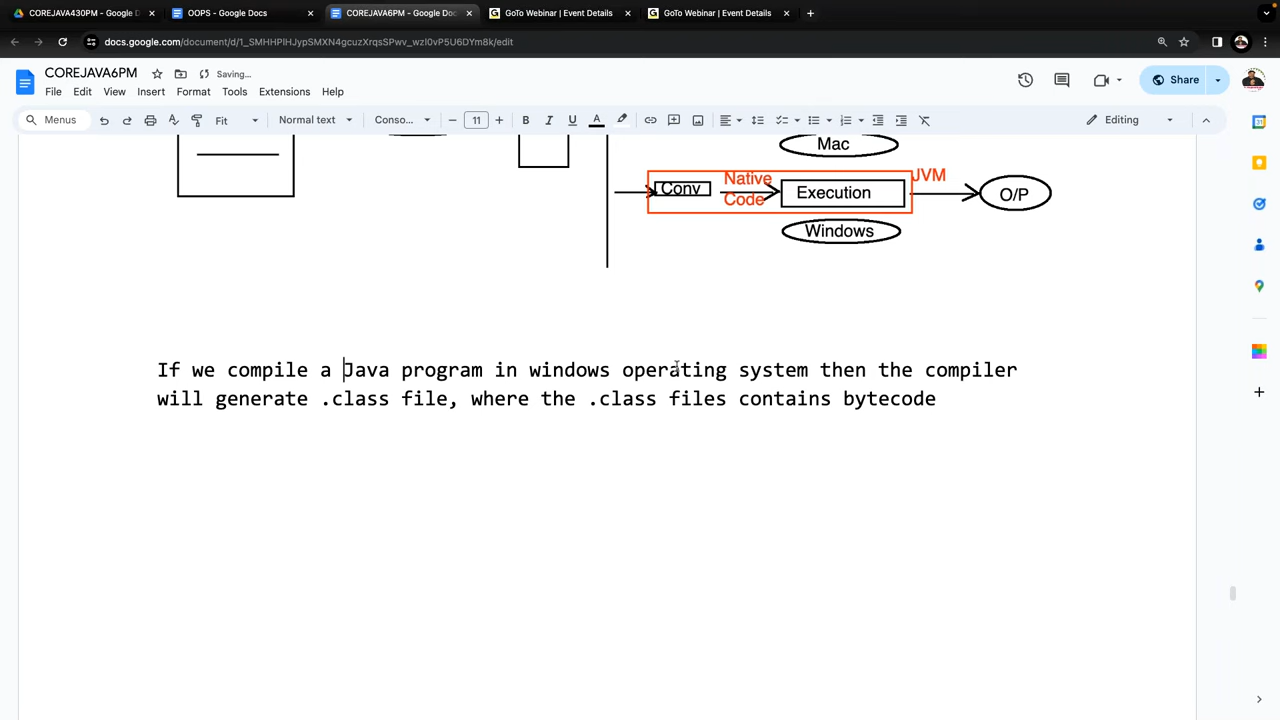 COREJAVA430PM - Google D
OOPS - Google Docs
COREJAVA6PM - Google Doc
GoTo Webinar | Event Details
GoTo Webinar | Event Details
docs.google.com/document/d/1_SMHHPIHJypSMXN4gcuzXrqsSPwv_wzI0vP5U6DYm8k/edit
COREJAVA6PM
Saving...
File Edit View Insert Format Tools Extensions Help
Share
Menus
Fit
Normal text
Conso...
11
Editing
Mac
Conv
Native
Code
Execution
JVM
O/P
Windows
If we compile a Java program in windows operating system then the compiler
will generate .class file, where the .class files contains bytecode